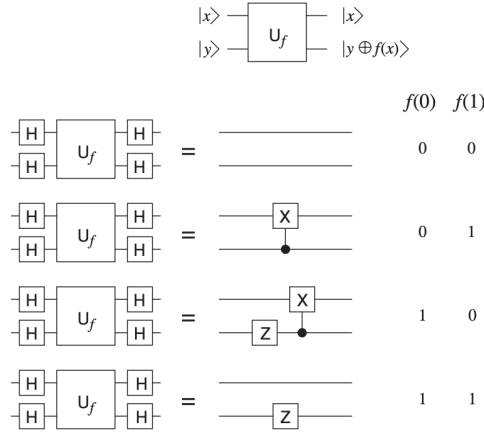 |x⟩ U_f |x⟩
|y⟩ |y ⊕ f(x)⟩
f(0) f(1)
H H
U_f = 0 0
H H
H H X
U_f = 0 1
H H
H H X
U_f = 1 0
H H Z
H H
U_f = 1 1
H H Z